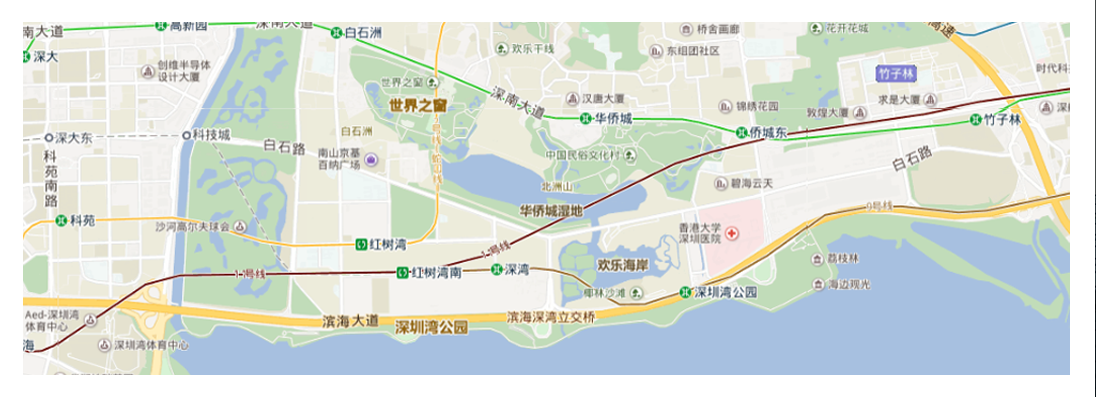 南大道
高新园
深南大道
白石洲
欢乐干线
桥舍画廊
花开花城
高速
深大
创维半导体
设计大厦
东组团社区
竹子林
时代科
世界之窗
世界之窗
深南大道
汉唐大厦
锦绣花园
求是大厦
敦煌大厦
华侨城
侨城东
竹子林
深大东
科技城
白石洲
科苑南路
白石路
南山京基
百纳广场
中国民俗文化村
白石路
北洲山
碧海云天
华侨城湿地
科苑
沙河高尔夫球会
红树湾
11号线
香港大学
深圳医院
9号线
11号线
红树湾南
深湾
欢乐海岸
荔枝林
椰林沙滩
深圳湾公园
海边观光
Aed-深圳湾
体育中心
滨海大道
深圳湾公园
滨海深湾立交桥
海
深圳湾体育中心